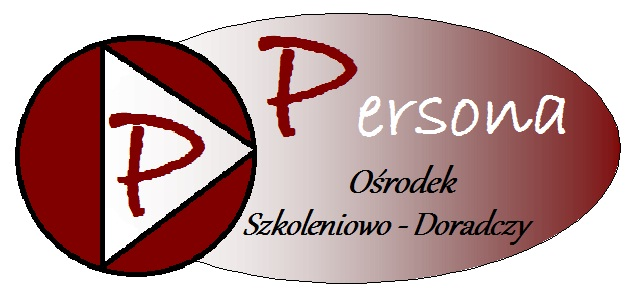 P
Persona
Ośrodek
Szkoleniowo - Doradczy